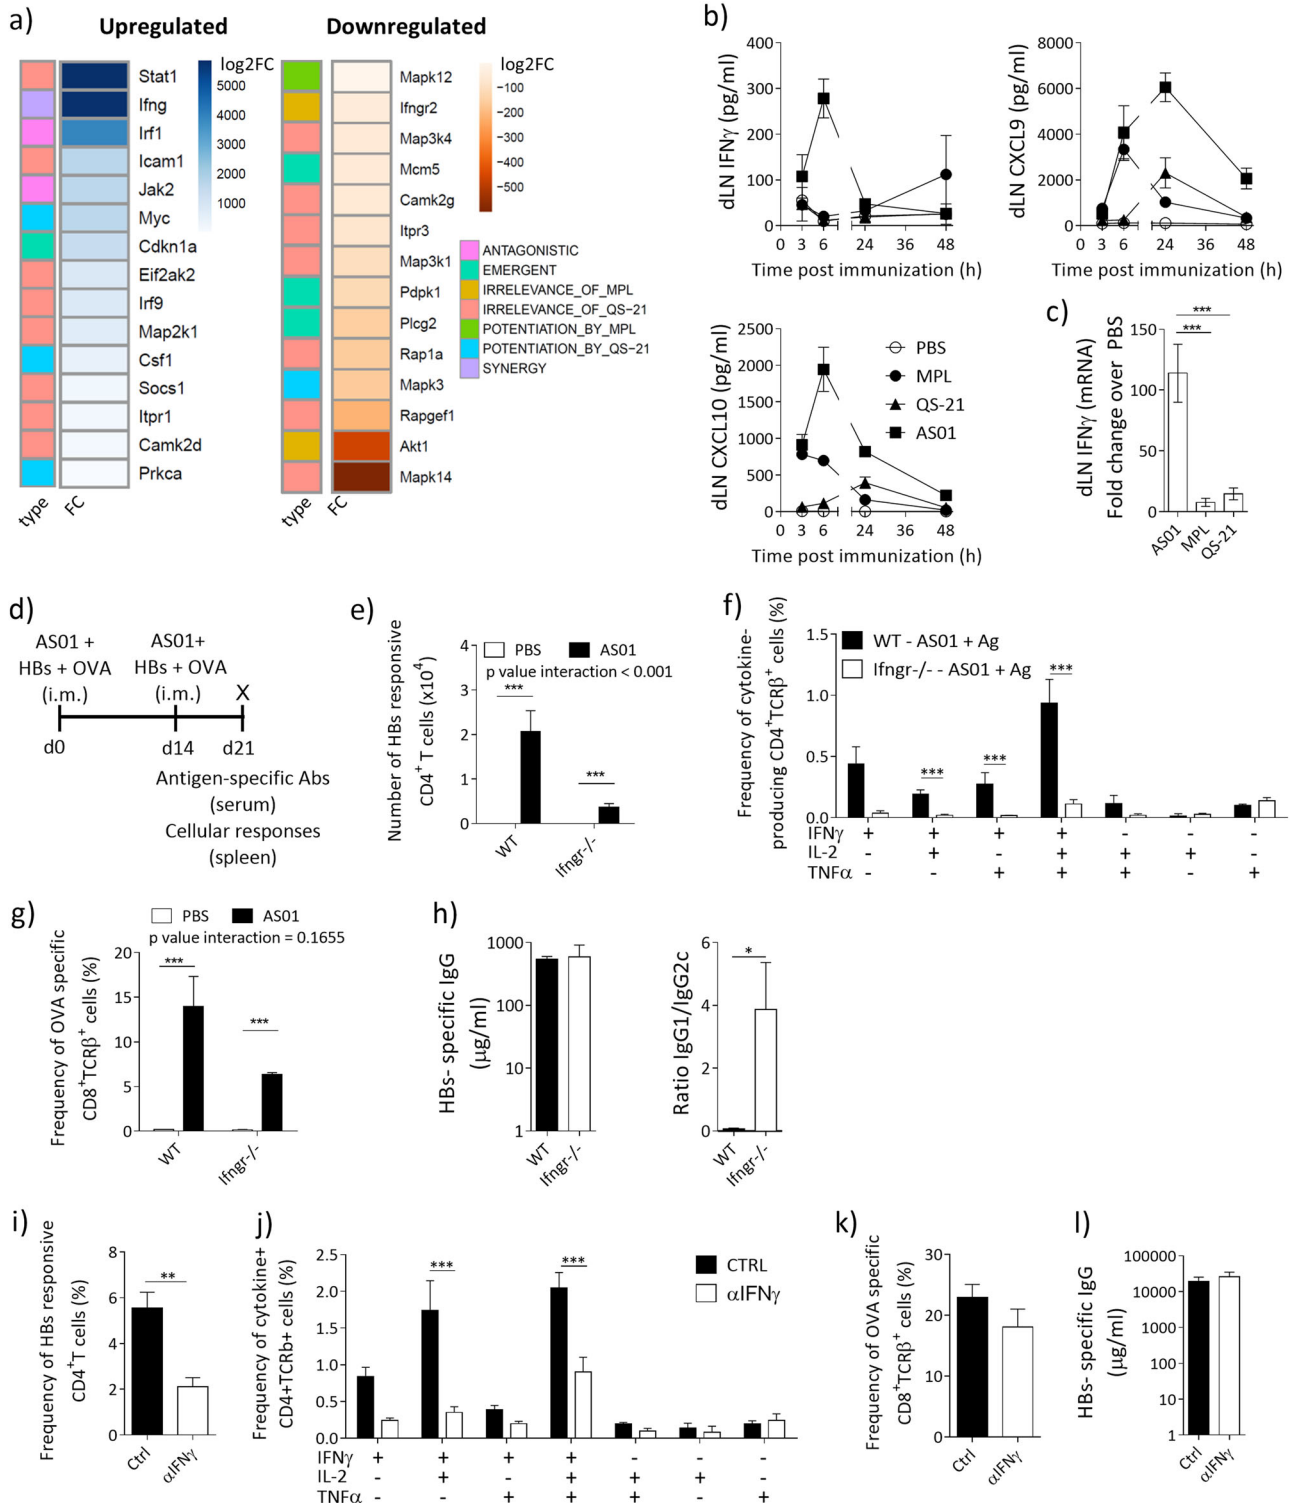 a)
Upregulated
Downregulated
log2FC
5000
4000
3000
2000
1000
Stat1
Ifng
Irf1
Icam1
Jak2
Myc
Cdkn1a
Eif2ak2
Irf9
Map2k1
Csf1
Socs1
Itpr1
Camk2d
Prkca
type
FC
log2FC
−100
−200
−300
−400
−500
Mapk12
Ifngr2
Map3k4
Mcm5
Camk2g
Itpr3
Map3k1
Pdpk1
Plcg2
Rap1a
Mapk3
Rapgef1
Akt1
Mapk14
type
FC
ANTAGONISTIC
EMERGENT
IRRELEVANCE_OF_MPL
IRRELEVANCE_OF_QS−21
POTENTIATION_BY_MPL
POTENTIATION_BY_QS−21
SYNERGY
b)
dLN IFNγ (pg/ml)
400
300
200
100
0
0 3 6 24 36 48
Time post immunization (h)
dLN CXCL9 (pg/ml)
8000
6000
4000
2000
0
0 3 6 24 36 48
Time post immunization (h)
dLN CXCL10 (pg/ml)
2500
2000
1500
1000
500
0
0 3 6 24 36 48
Time post immunization (h)
PBS
MPL
QS-21
AS01
c)
dLN IFNγ (mRNA)
Fold change over PBS
150
100
50
0
***
***
AS01
MPL
QS-21
d)
AS01 +
HBs + OVA
(i.m.)
AS01+
HBs + OVA
(i.m.)
X
d0
d14
d21
Antigen-specific Abs
(serum)
Cellular responses
(spleen)
e)
Number of HBs responsive
CD4+ T cells (x10^4)
4
3
2
1
0
PBS
AS01
p value interaction < 0.001
***
***
WT
Ifngr-/-
f)
Frequency of cytokine-
producing CD4+TCRβ+ cells (%)
1.5
1.0
0.5
0.0
WT - AS01 + Ag
Ifngr-/- - AS01 + Ag
***
***
***
IFNγ + + + + - - -
IL-2 - + - + + + -
TNFα - - + + + - +
g)
PBS
AS01
p value interaction = 0.1655
Frequency of OVA specific
CD8+TCRβ+ cells (%)
20
15
10
5
0
***
***
WT
Ifngr-/-
h)
HBs- specific IgG
(μg/ml)
1000
100
10
1
WT
Ifngr-/-
Ratio IgG1/IgG2c
6
4
2
0
*
WT
Ifngr-/-
i)
Frequency of HBs responsive
CD4+T cells (%)
8
6
4
2
0
**
Ctrl
αIFNγ
j)
Frequency of cytokine+
CD4+TCRb+ cells (%)
2.5
2.0
1.5
1.0
0.5
0.0
***
***
CTRL
αIFNγ
IFNγ + + + + - - -
IL-2 - + - + + + -
TNFα - - + + + - +
k)
Frequency of OVA specific
CD8+TCRβ+ cells (%)
30
20
10
0
Ctrl
αIFNγ
l)
HBs- specific IgG
(μg/ml)
100000
10000
1000
100
10
1
Ctrl
αIFNγ